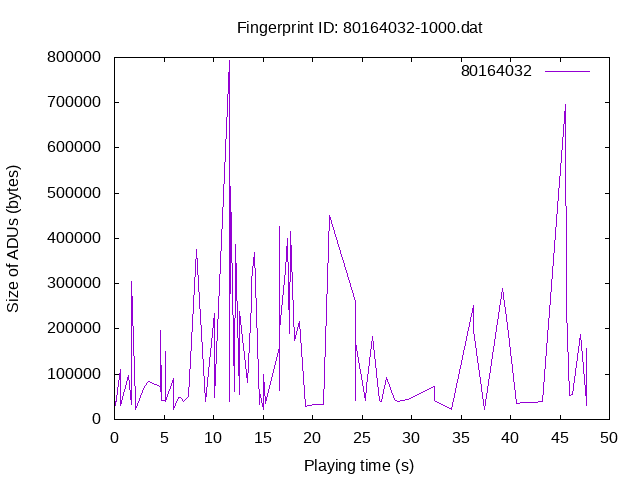 Fingerprint ID: 80164032-1000.dat
80164032
Size of ADUs (bytes)
800000
700000
600000
500000
400000
300000
200000
100000
0
0 5 10 15 20 25 30 35 40 45 50
Playing time (s)